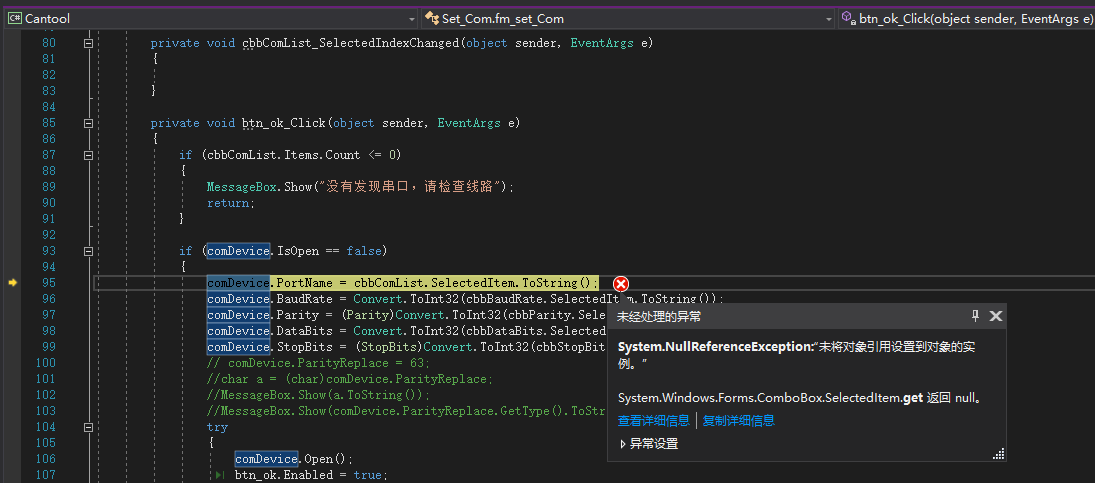 C# Cantool Set_Com.fm_set_Com btn_ok_Click(object sender, EventArgs e)
80 private void cbbComList_SelectedIndexChanged(object sender, EventArgs e)
81 {
82
83 }
84
85 private void btn_ok_Click(object sender, EventArgs e)
86 {
87 if (cbbComList.Items.Count <= 0)
88 {
89 MessageBox.Show("没有发现串口，请检查线路");
90 return;
91 }
92
93 if (comDevice.IsOpen == false)
94 {
95 comDevice.PortName = cbbComList.SelectedItem.ToString();
96 comDevice.BaudRate = Convert.ToInt32(cbbBaudRate.SelectedItem.ToString());
97 comDevice.Parity = (Parity)Convert.ToInt32(cbbParity.Sele
98 comDevice.DataBits = Convert.ToInt32(cbbDataBits.Selected
99 comDevice.StopBits = (StopBits)Convert.ToInt32(cbbStopBit
100 // comDevice.ParityReplace = 63;
101 //char a = (char)comDevice.ParityReplace;
102 //MessageBox.Show(a.ToString());
103 //MessageBox.Show(comDevice.ParityReplace.GetType().ToStr
104 try
105 {
106 comDevice.Open();
107 btn_ok.Enabled = true;
未经处理的异常
System.NullReferenceException:“未将对象引用设置到对象的实
例。”
System.Windows.Forms.ComboBox.SelectedItem.get 返回 null。
查看详细信息 | 复制详细信息
异常设置